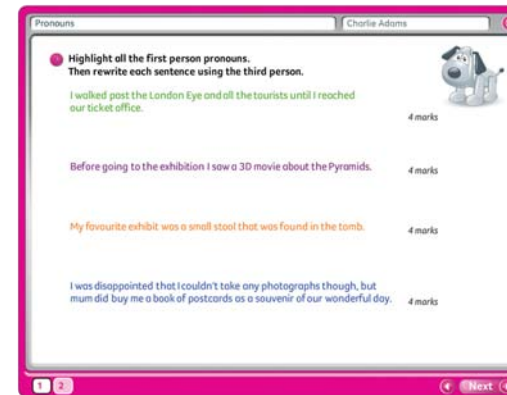 Pronouns
Charlie Adams
Highlight all the first person pronouns.
Then rewrite each sentence using the third person.
I walked past the London Eye and all the tourists until I reached
our ticket office.
4 marks
Before going to the exhibition I saw a 3D movie about the Pyramids.
4 marks
My favourite exhibit was a small stool that was found in the tomb.
4 marks
I was disappointed that I couldn't take any photographs though, but
mum did buy me a book of postcards as a souvenir of our wonderful day.
4 marks
1 2
Next